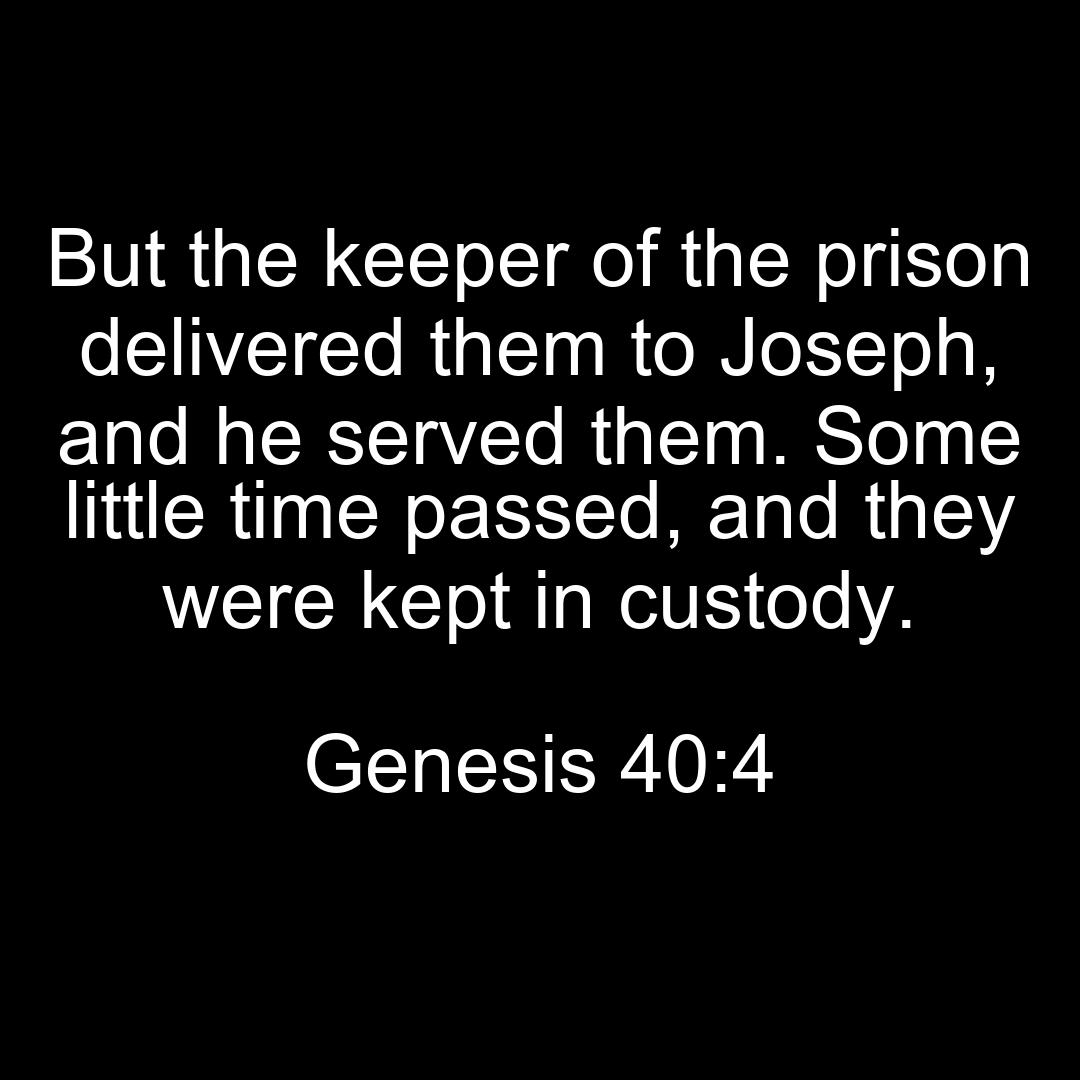 But the keeper of the prison
delivered them to Joseph,
and he served them. Some
little time passed, and they
were kept in custody.
Genesis 40:4